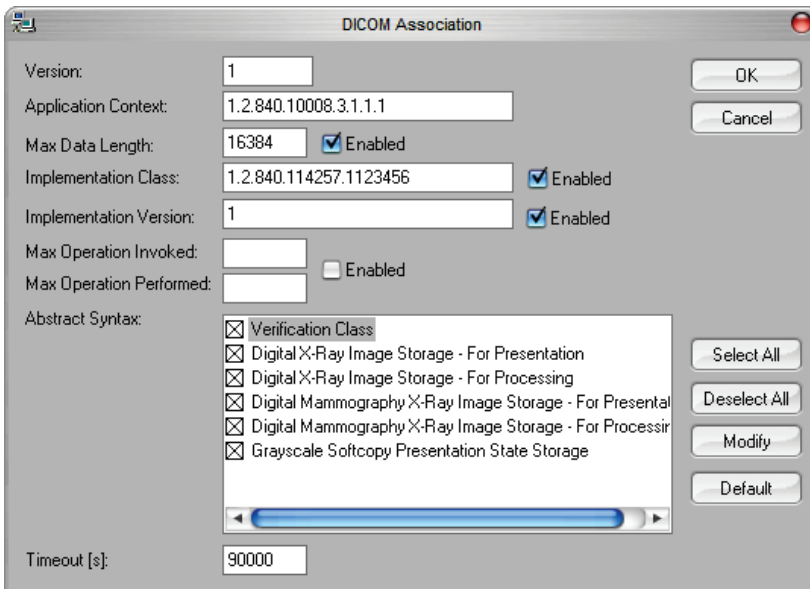 DICOM Association
Version: 1
OK
Application Context: 1.2.840.10008.3.1.1.1
Cancel
Max Data Length: 16384 Enabled
Implementation Class: 1.2.840.114257.1123456 Enabled
Implementation Version: 1 Enabled
Max Operation Invoked:
Enabled
Max Operation Performed:
Abstract Syntax:
Verification Class
Digital X-Ray Image Storage - For Presentation
Digital X-Ray Image Storage - For Processing
Digital Mammography X-Ray Image Storage - For Presentat
Digital Mammography X-Ray Image Storage - For Processin
Grayscale Softcopy Presentation State Storage
Select All
Deselect All
Modify
Default
Timeout [s]: 90000